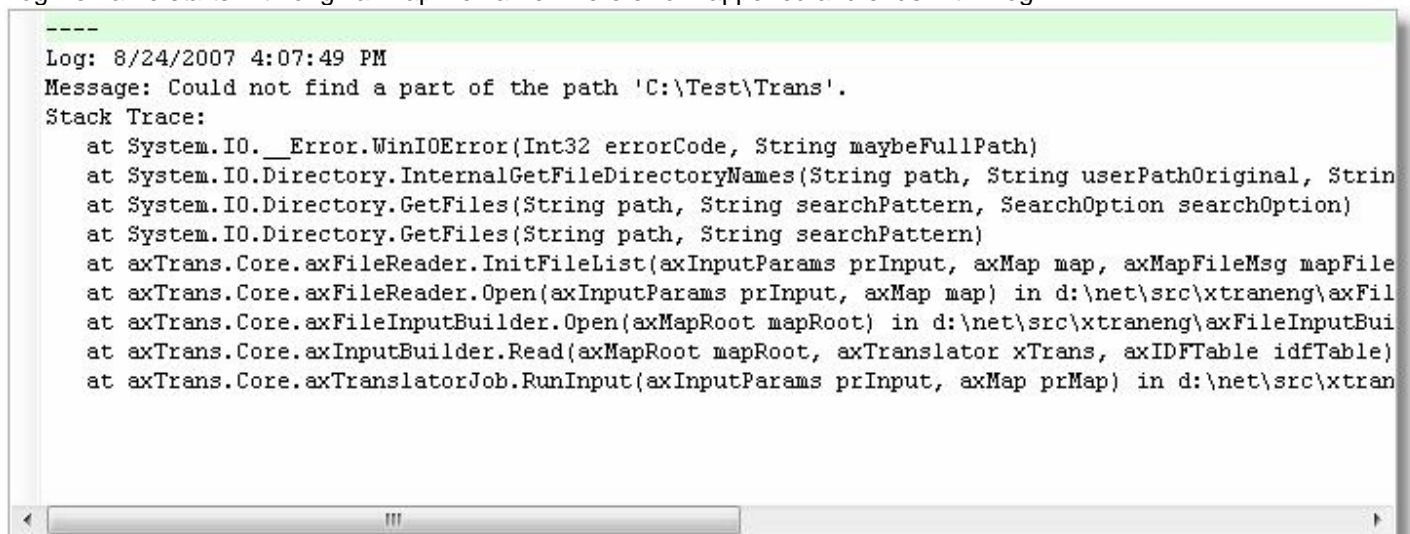 ----
Log: 8/24/2007 4:07:49 PM
Message: Could not find a part of the path 'C:\Test\Trans'.
Stack Trace:
   at System.IO.__Error.WinIOError(Int32 errorCode, String maybeFullPath)
   at System.IO.Directory.InternalGetFileDirectoryNames(String path, String userPathOriginal, Strin
   at System.IO.Directory.GetFiles(String path, String searchPattern, SearchOption searchOption)
   at System.IO.Directory.GetFiles(String path, String searchPattern)
   at axTrans.Core.axFileReader.InitFileList(axInputParams prInput, axMap map, axMapFileMsg mapFile
   at axTrans.Core.axFileReader.Open(axInputParams prInput, axMap map) in d:\net\src\xtraneng\axFil
   at axTrans.Core.axFileInputBuilder.Open(axMapRoot mapRoot) in d:\net\src\xtraneng\axFileInputBui
   at axTrans.Core.axInputBuilder.Read(axMapRoot mapRoot, axTranslator xTrans, axIDFTable idfTable)
   at axTrans.Core.axTranslatorJob.RunInput(axInputParams prInput, axMap prMap) in d:\net\src\xtran